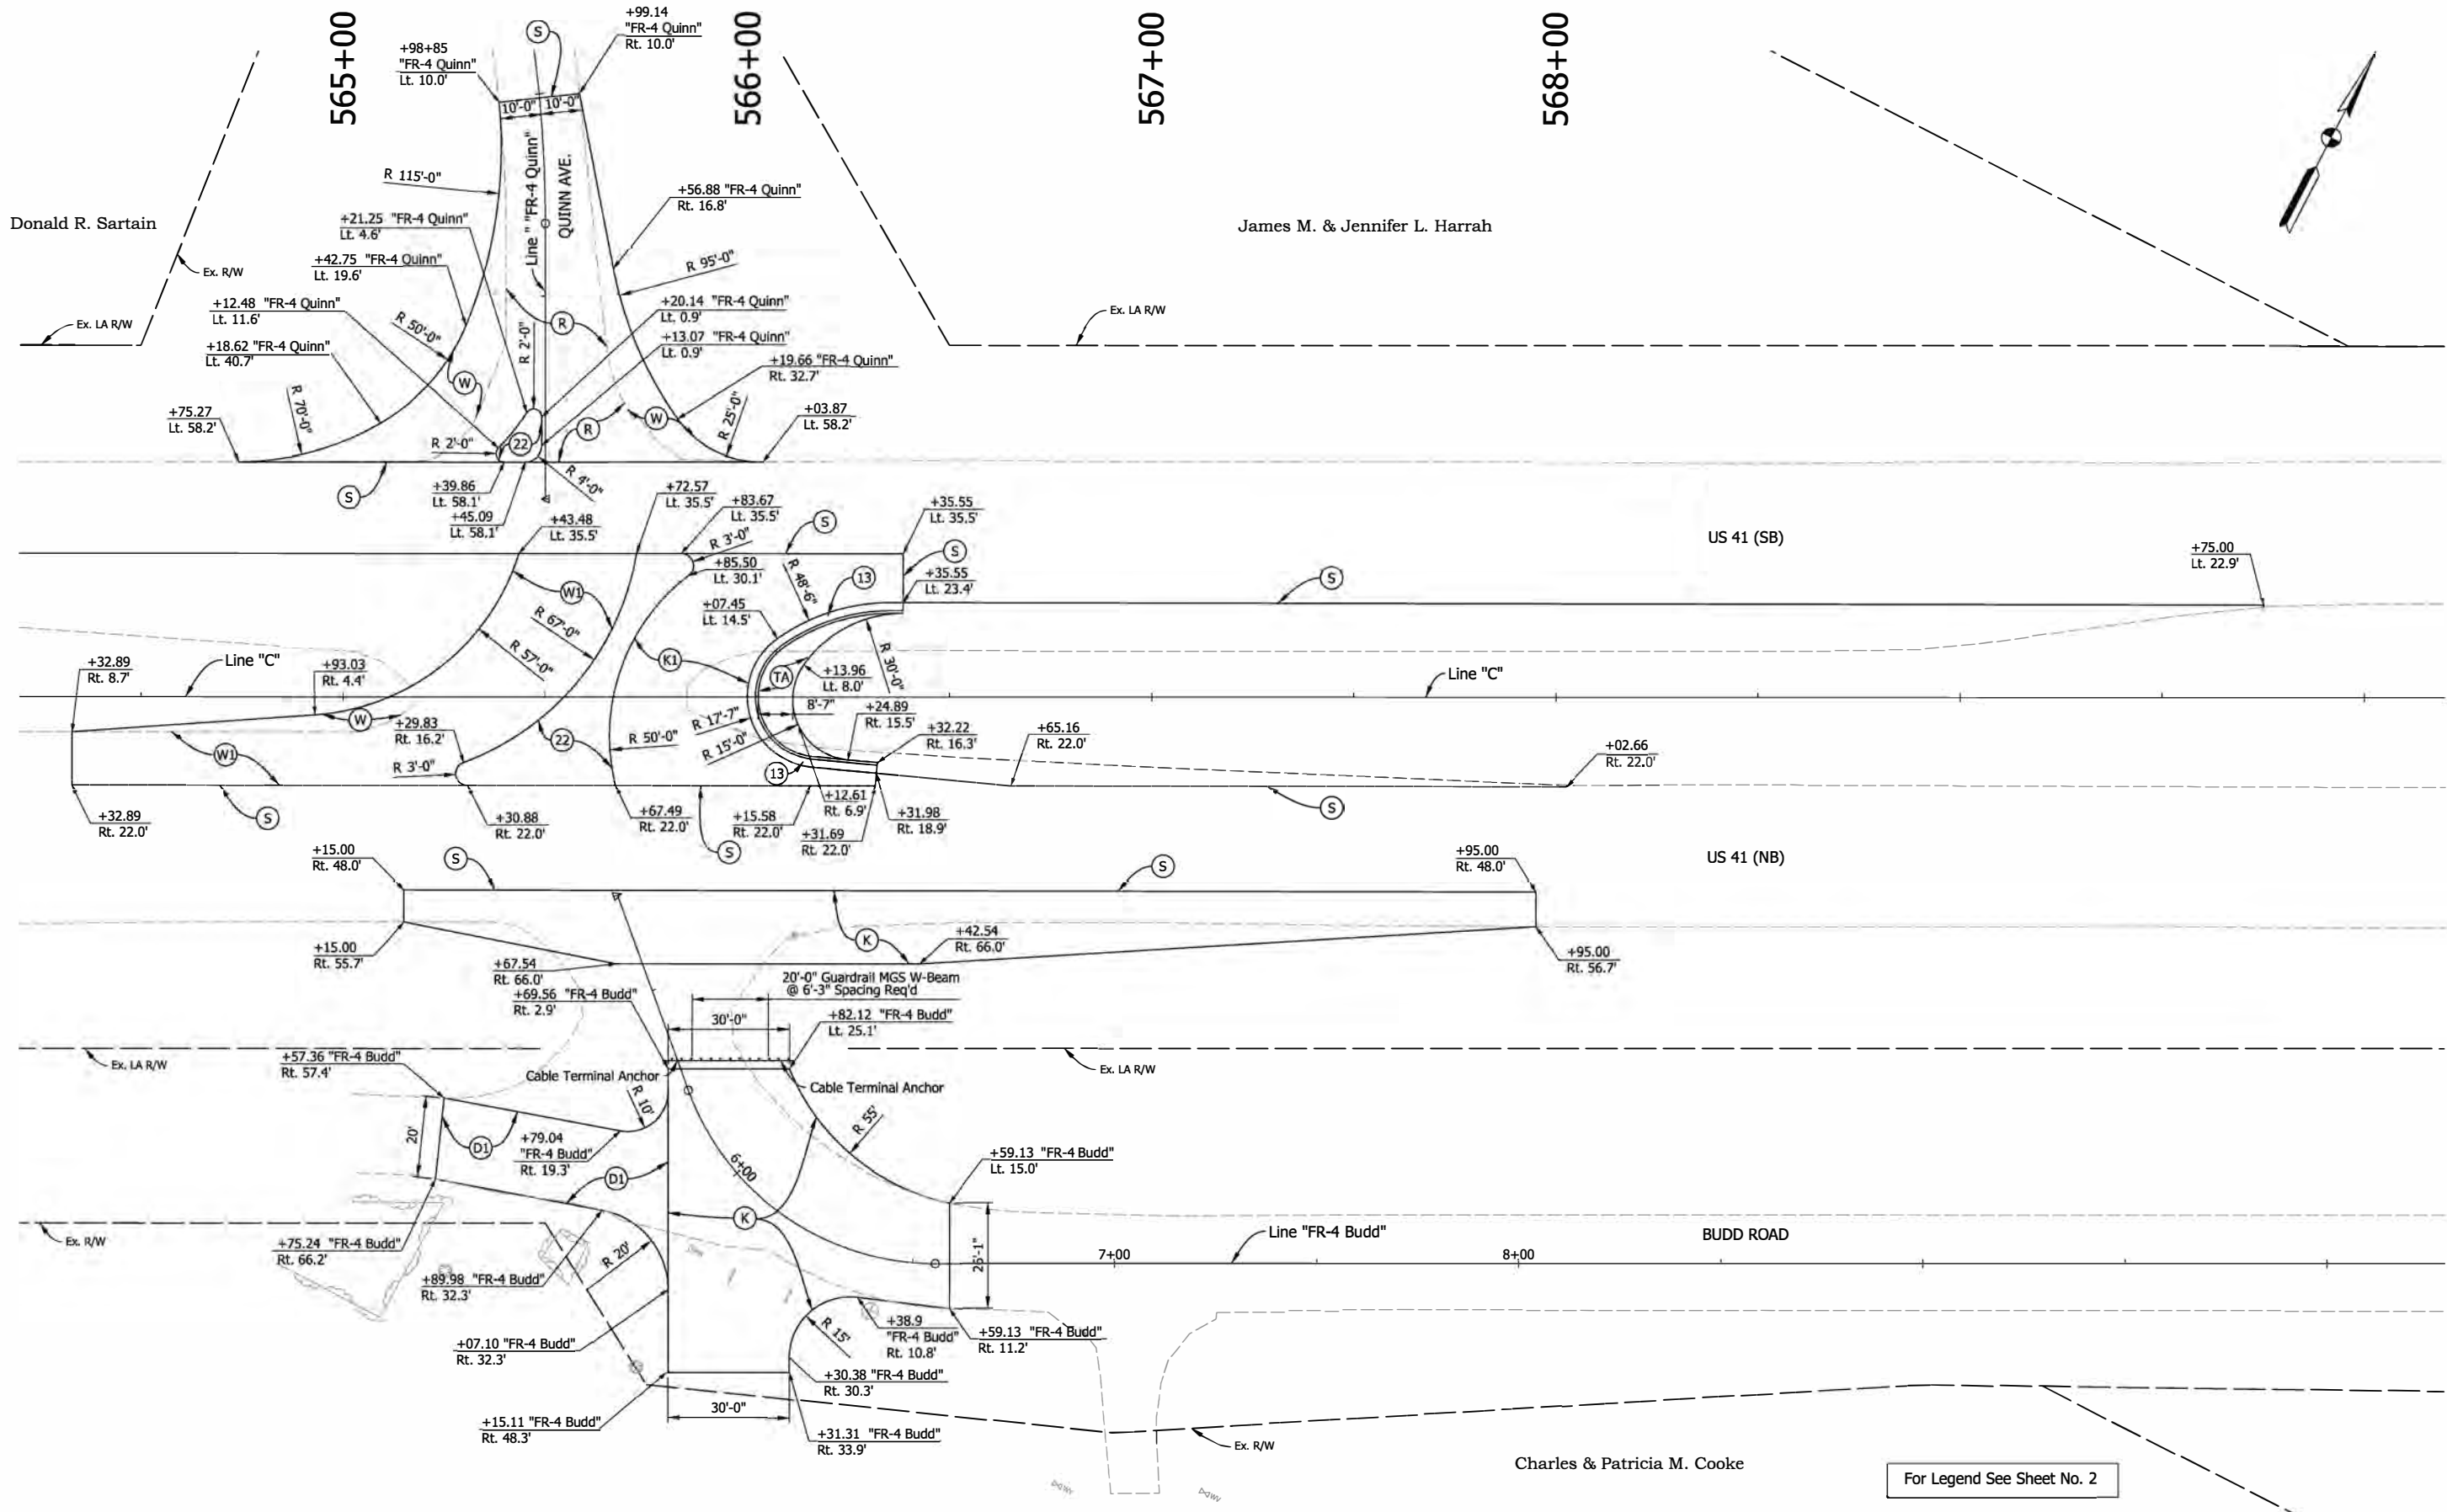 565+00
566+00
567+00
568+00
+98+85
"FR-4 Quinn"
Lt. 10.0'
S
+99.14
"FR-4 Quinn"
Rt. 10.0'
10'-0"
10'-0"
Line " "FR-4 Quinn"
QUINN AVE.
R 115'-0"
+56.88 "FR-4 Quinn"
Rt. 16.8'
Donald R. Sartain
James M. & Jennifer L. Harrah
+21.25 "FR-4 Quinn"
Lt. 4.6'
+42.75 "FR-4 Quinn"
Lt. 19.6'
Ex. R/W
R 95'-0"
+12.48 "FR-4 Quinn"
Lt. 11.6'
+20.14 "FR-4 Quinn"
Lt. 0.9'
Ex. LA R/W
Ex. LA R/W
R 50'-0"
R
R 2'-0"
+18.62 "FR-4 Quinn"
Lt. 40.7'
+13.07 "FR-4 Quinn"
Lt. 0.9'
+19.66 "FR-4 Quinn"
Rt. 32.7'
W
R 70'-0"
+75.27
Lt. 58.2'
W
R 25'-0"
+03.87
Lt. 58.2'
R 2'-0"
22
R
S
R 4'-0"
+39.86
Lt. 58.1'
+45.09
Lt. 58.1'
+43.48
Lt. 35.5'
+72.57
Lt. 35.5'
+83.67
Lt. 35.5'
S
+35.55
Lt. 35.5'
US 41 (SB)
R 3'-0"
+85.50
Lt. 30.1'
S
+75.00
Lt. 22.9'
W1
R 48'-6"
13
+35.55
Lt. 23.4'
S
R 67'-0"
+07.45
Lt. 14.5'
R 57'-0"
K1
R 30'-0"
+32.89
Rt. 8.7'
Line "C"
+93.03
Rt. 4.4'
TA
+13.96
Lt. 8.0'
Line "C"
8'-7"
W
+29.83
Rt. 16.2'
R 17'-7"
+24.89
Rt. 15.5'
+32.22
Rt. 16.3'
+65.16
Rt. 22.0'
W1
22
R 50'-0"
R 15'-0"
+02.66
Rt. 22.0'
R 3'-0"
13
+32.89
Rt. 22.0'
S
+30.88
Rt. 22.0'
+67.49
Rt. 22.0'
S
+15.58
Rt. 22.0'
+12.61
Rt. 6.9'
+31.69
Rt. 22.0'
+31.98
Rt. 18.9'
S
+15.00
Rt. 48.0'
S
S
+95.00
Rt. 48.0'
US 41 (NB)
+15.00
Rt. 55.7'
K
+42.54
Rt. 66.0'
+95.00
Rt. 56.7'
+67.54
Rt. 66.0'
20'-0" Guardrail MGS W-Beam
@ 6'-3" Spacing Req'd
+69.56 "FR-4 Budd"
Rt. 2.9'
30'-0"
+82.12 "FR-4 Budd"
Lt. 25.1'
Ex. LA R/W
+57.36 "FR-4 Budd"
Rt. 57.4'
Ex. LA R/W
Cable Terminal Anchor
Cable Terminal Anchor
R 10'
R 55'
20'
D1
+79.04
"FR-4 Budd"
Rt. 19.3'
6+00
D1
+59.13 "FR-4 Budd"
Lt. 15.0'
K
Ex. R/W
26'-1"
Line "FR-4 Budd"
BUDD ROAD
7+00
8+00
+75.24 "FR-4 Budd"
Rt. 66.2'
R 20'
+89.98 "FR-4 Budd"
Rt. 32.3'
R 15'
+38.9
"FR-4 Budd"
Rt. 10.8'
+59.13 "FR-4 Budd"
Rt. 11.2'
+07.10 "FR-4 Budd"
Rt. 32.3'
+30.38 "FR-4 Budd"
Rt. 30.3'
30'-0"
+15.11 "FR-4 Budd"
Rt. 48.3'
+31.31 "FR-4 Budd"
Rt. 33.9'
Ex. R/W
Charles & Patricia M. Cooke
For Legend See Sheet No. 2